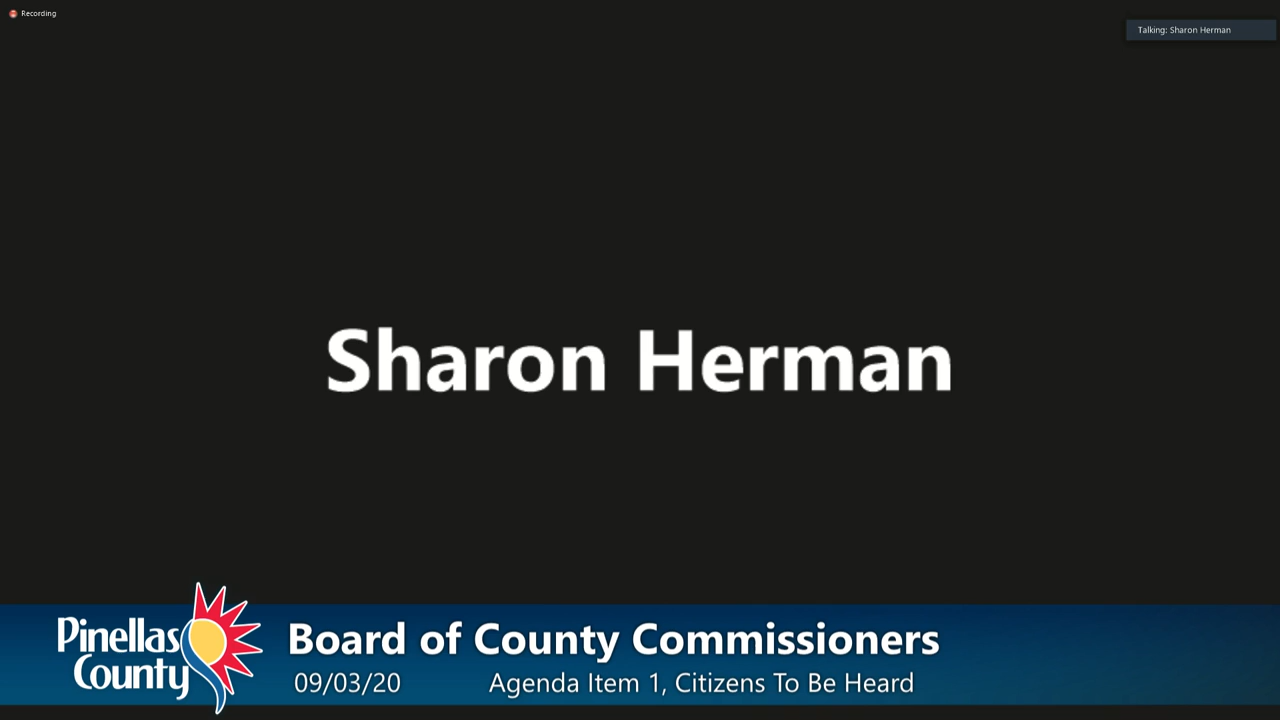 Recording
Talking: Sharon Herman
Sharon Herman
Pinellas
County
Board of County Commissioners
09/03/20 Agenda Item 1, Citizens To Be Heard